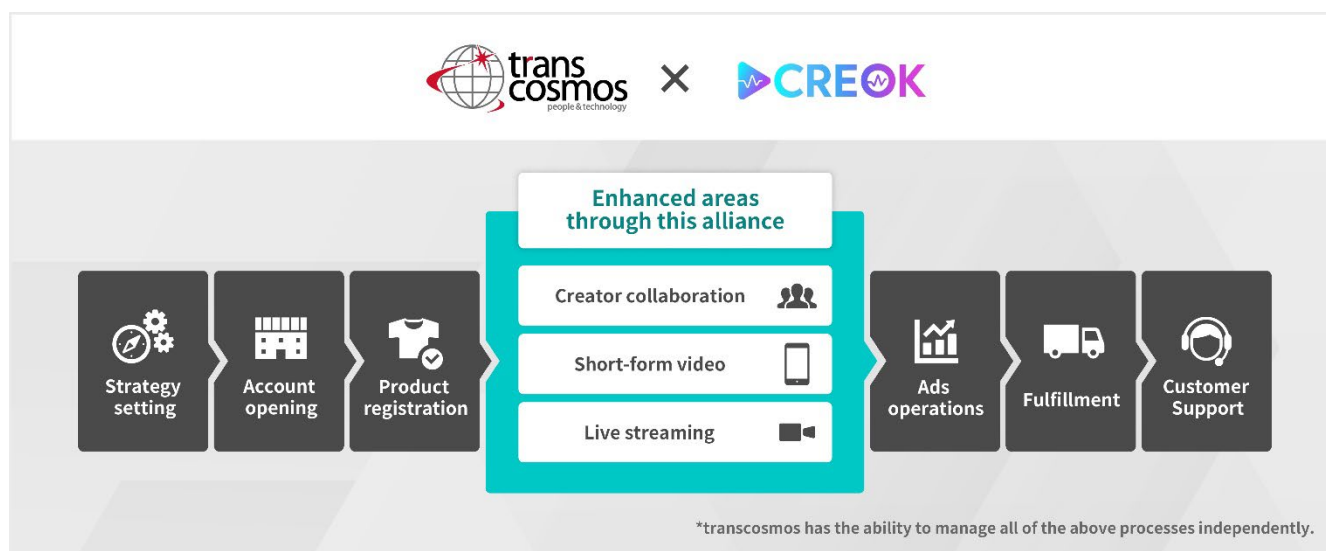 trans
cosmos
people & technology
×
CREOK
Enhanced areas
through this alliance
Strategy
setting
Account
opening
Product
registration
Creator collaboration
Short-form video
Live streaming
Ads
operations
Fulfillment
Customer
Support
*transcosmos has the ability to manage all of the above processes independently.